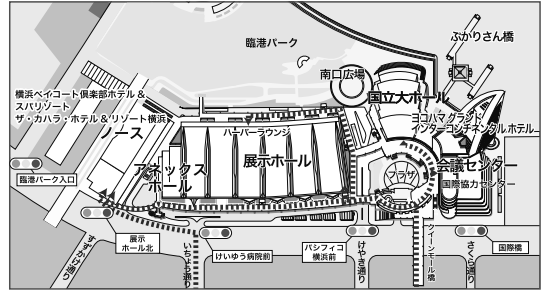 臨港パーク
ぷかりさん橋
南口広場
国立大ホール
横浜ベイコート倶楽部ホテル&
スパリゾート
ザ・カハラ・ホテル&リゾート横浜
ヨコハマ グランド
インターコンチネンタル ホテル
ノース
ハーバーラウンジ
展示ホール
アネックス
ホール
会議センター
プラザ
国際協力センター
臨港パーク入口
展示
ホール北
けいゆう病院前
パシフィコ
横浜前
国際橋
すずかけ通り
いちょう通り
けやき通り
クイーンモール橋
さくら通り